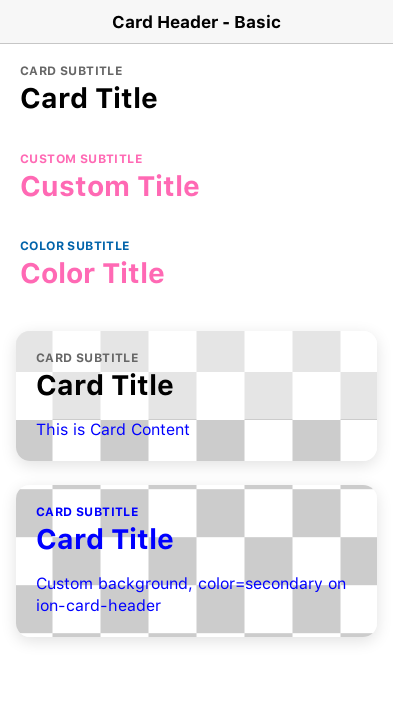 Card Header - Basic
CARD SUBTITLE
Card Title
CUSTOM SUBTITLE
Custom Title
COLOR SUBTITLE
Color Title
CARD SUBTITLE
Card Title
This is Card Content
CARD SUBTITLE
Card Title
Custom background, color=secondary on
ion-card-header